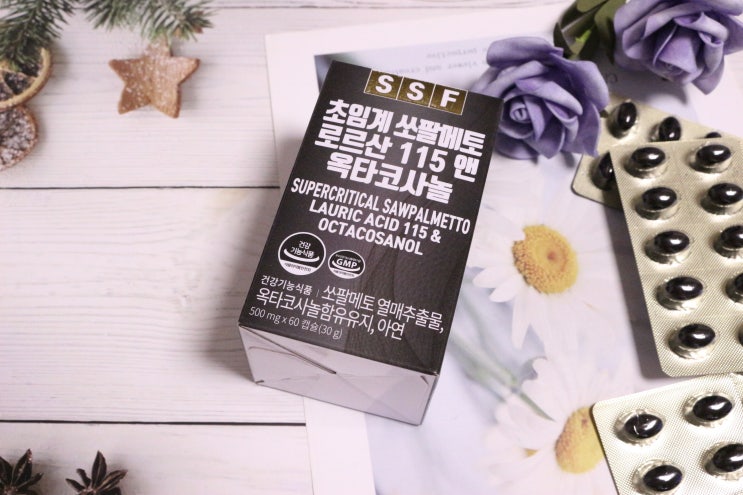 SSF
초임계 쏘팔메토
로르산 115 앤
옥타코사놀
SUPERCRITICAL SAWPALMETTO
LAURIC ACID 115 &
OCTACOSANOL
건강
기능식품
GMP
건강기능식품 | 쏘팔메토 열매추출물,
옥타코사놀함유유지, 아연
500 mg x 60 캡슐(30 g)